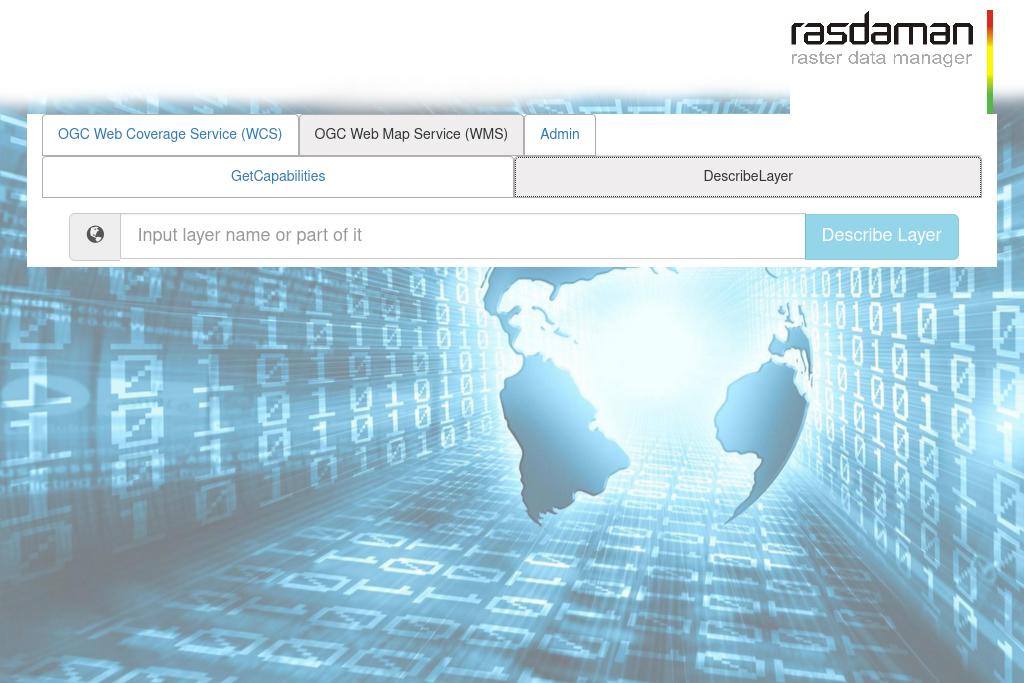 rasdaman
raster data manager
OGC Web Coverage Service (WCS)
OGC Web Map Service (WMS)
Admin
GetCapabilities
DescribeLayer
Input layer name or part of it
Describe Layer